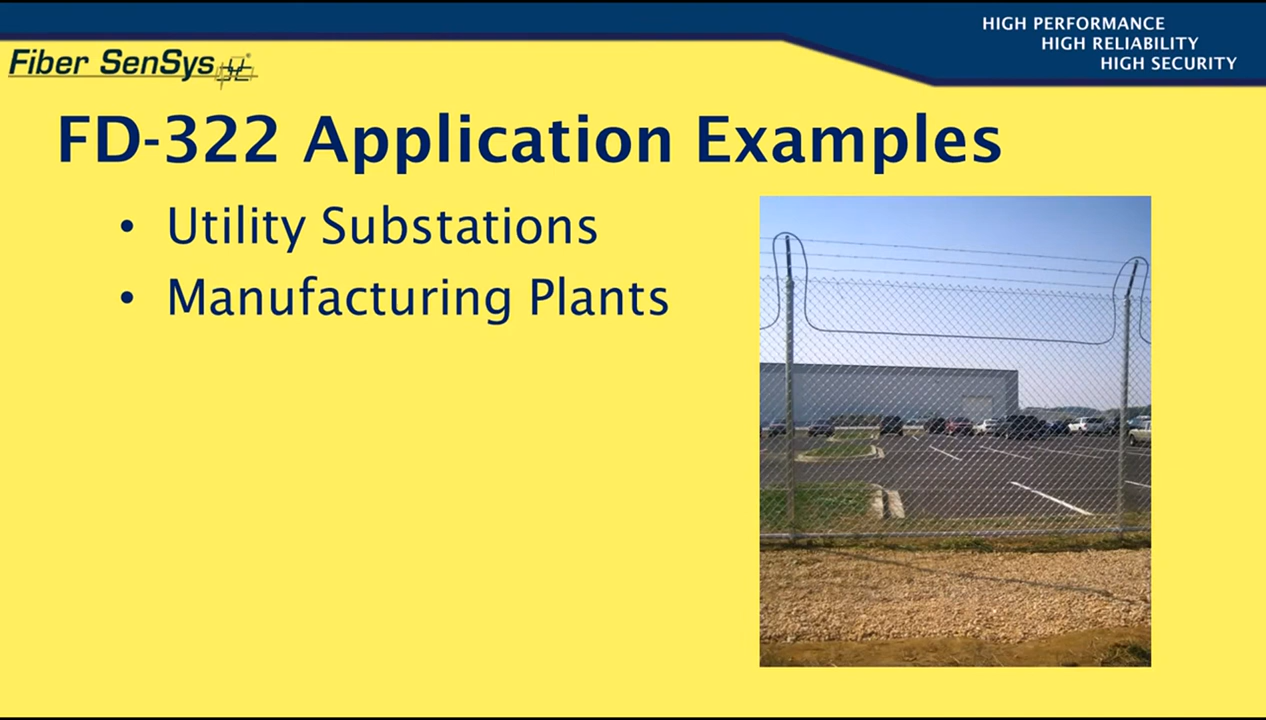 HIGH PERFORMANCE
HIGH RELIABILITY
HIGH SECURITY
Fiber SenSys
FD-322 Application Examples
• Utility Substations
• Manufacturing Plants